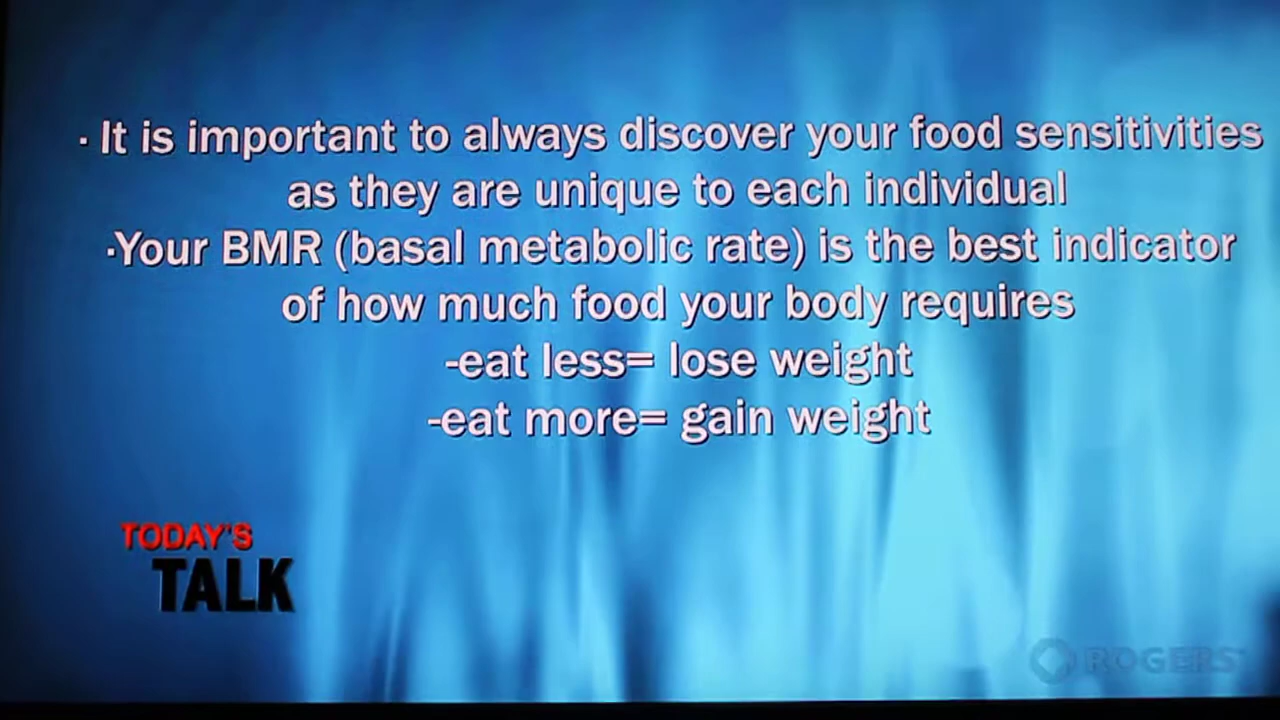 · It is important to always discover your food sensitivities
as they are unique to each individual
·Your BMR (basal metabolic rate) is the best indicator
of how much food your body requires
-eat less= lose weight
-eat more= gain weight
TODAY'S
TALK
ROGERS™